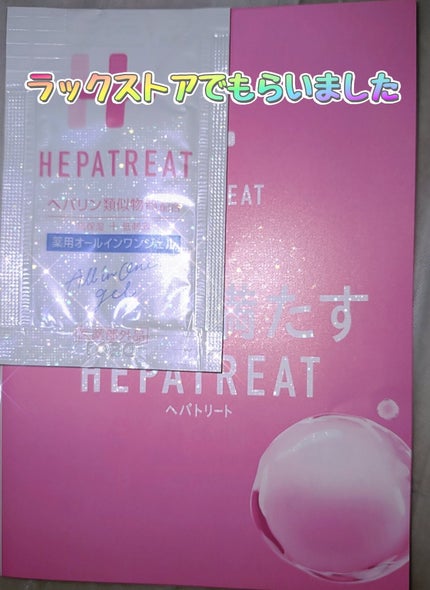 ラックストアでもらいました
HEPATREAT
ヘパリン類似物
薬用オールインワンジェル
All in One
gel
EAT
満たす
HEPATREAT
ヘパトリート